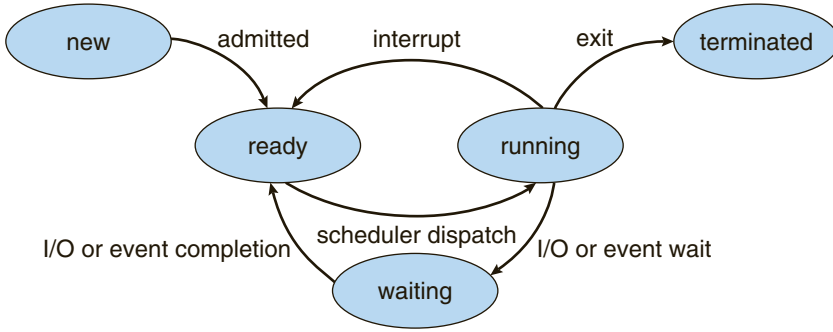 new
admitted
interrupt
exit
terminated
ready
running
I/O or event completion
scheduler dispatch
I/O or event wait
waiting